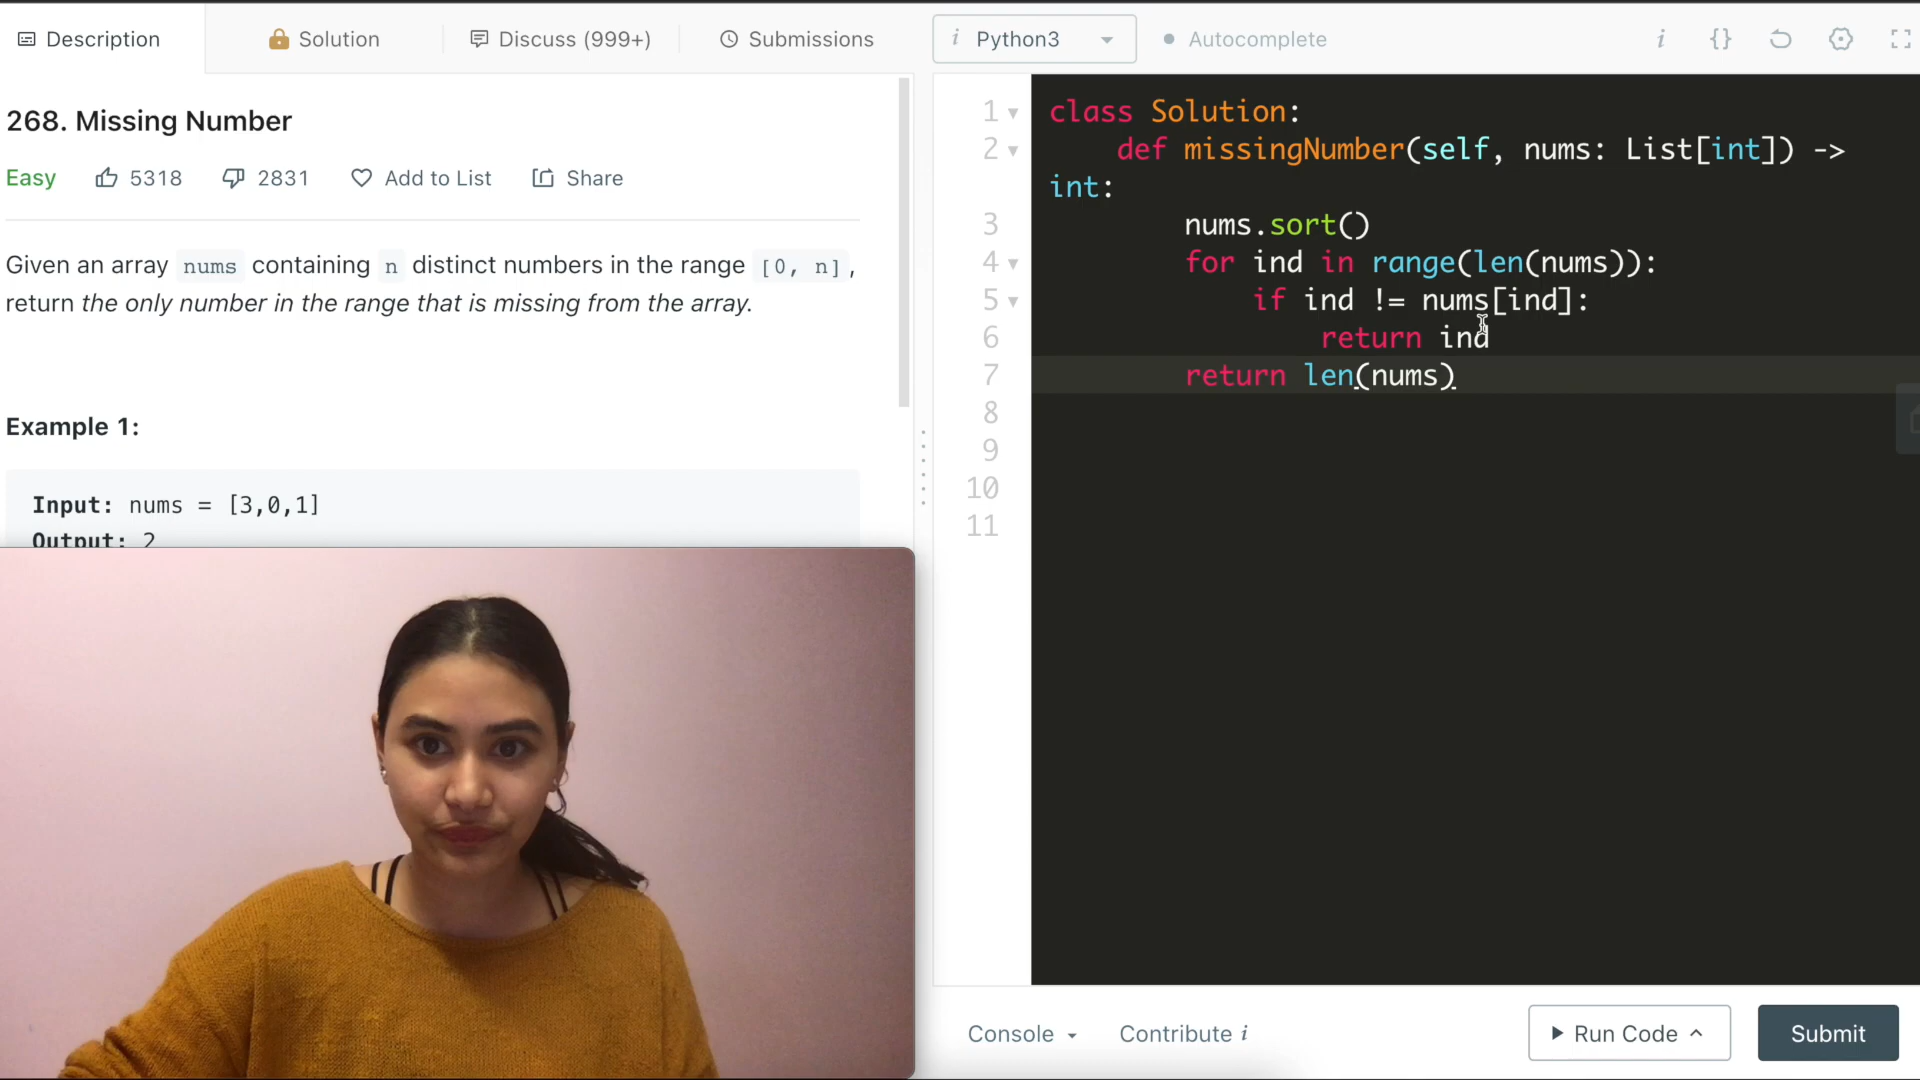 Description
Solution
Discuss (999+)
Submissions
i Python3
Autocomplete
i {}
268. Missing Number
Easy 5318 2831 Add to List Share
Given an array nums containing n distinct numbers in the range [0, n],
return the only number in the range that is missing from the array.
Example 1:
Input: nums = [3,0,1]
Output: 2
1 class Solution:
2 def missingNumber(self, nums: List[int]) ->
int:
3 nums.sort()
4 for ind in range(len(nums)):
5 if ind != nums[ind]:
6 return ind
7 return len(nums)
8
9
10
11
Console
Contribute i
Run Code
Submit